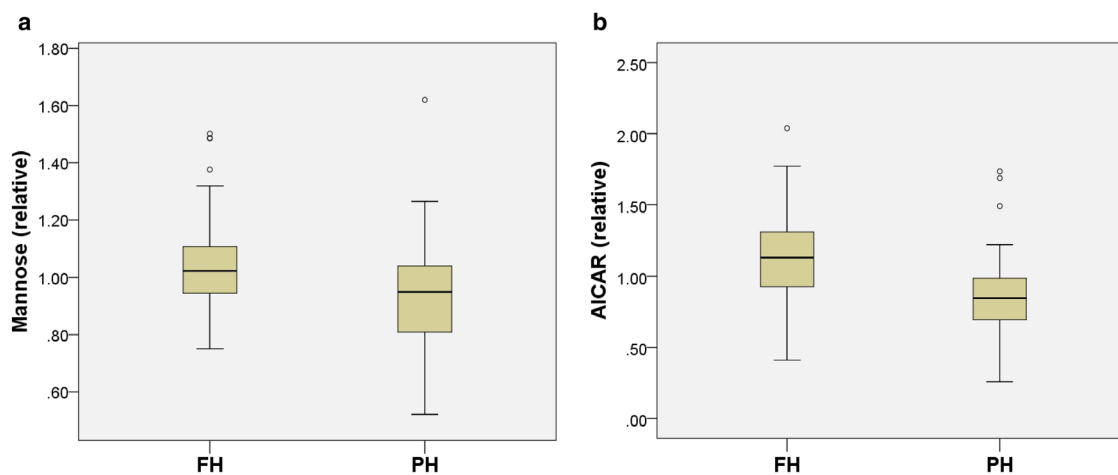 a
Mannose (relative)
1.80
1.60
1.40
1.20
1.00
.80
.60
FH
PH
b
AICAR (relative)
2.50
2.00
1.50
1.00
.50
.00
FH
PH